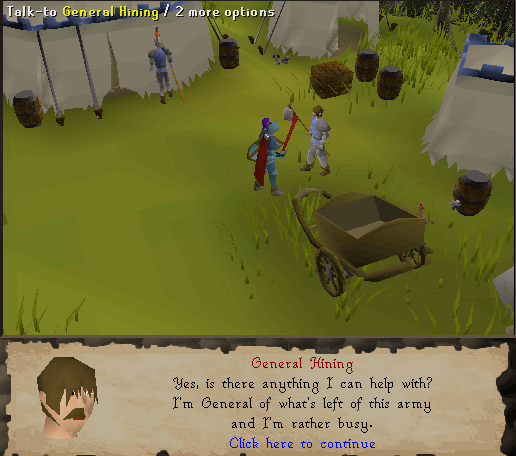 Talk-to General Hining / 2 more options
General Hining
Yes, is there anything I can help with?
I'm General of what's left of this army
and I'm rather busy.
Click here to continue